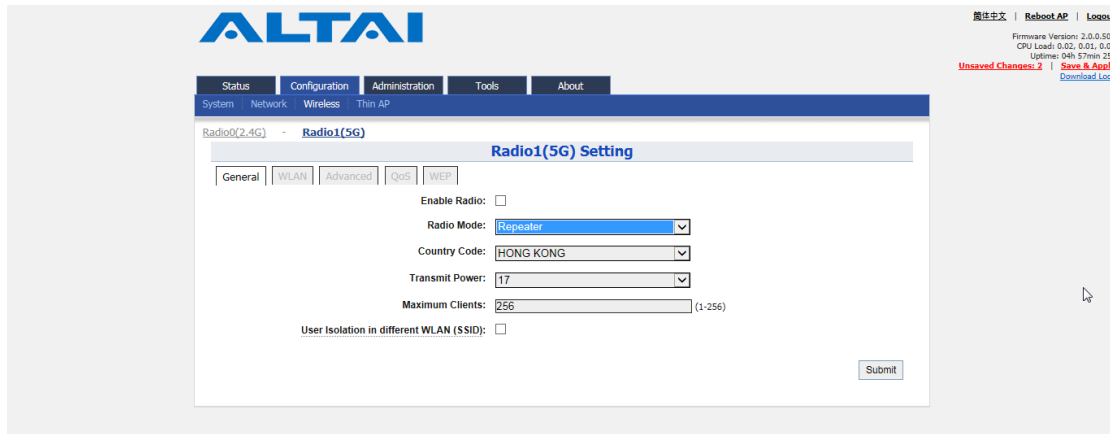 ALTAI
简体中文 | Reboot AP | Logou
Firmware Version: 2.0.0.50
CPU Load: 0.02, 0.01, 0.0
Uptime: 04h 57min 25
Unsaved Changes: 2 | Save & Appl
Download Loc
Status Configuration Administration Tools About
System Network Wireless Thin AP
Radio0(2.4G) - Radio1(5G)
Radio1(5G) Setting
General WLAN Advanced QoS WEP
Enable Radio:
Radio Mode: Repeater
Country Code: HONG KONG
Transmit Power: 17
Maximum Clients: 256 (1-256)
User Isolation in different WLAN (SSID):
Submit